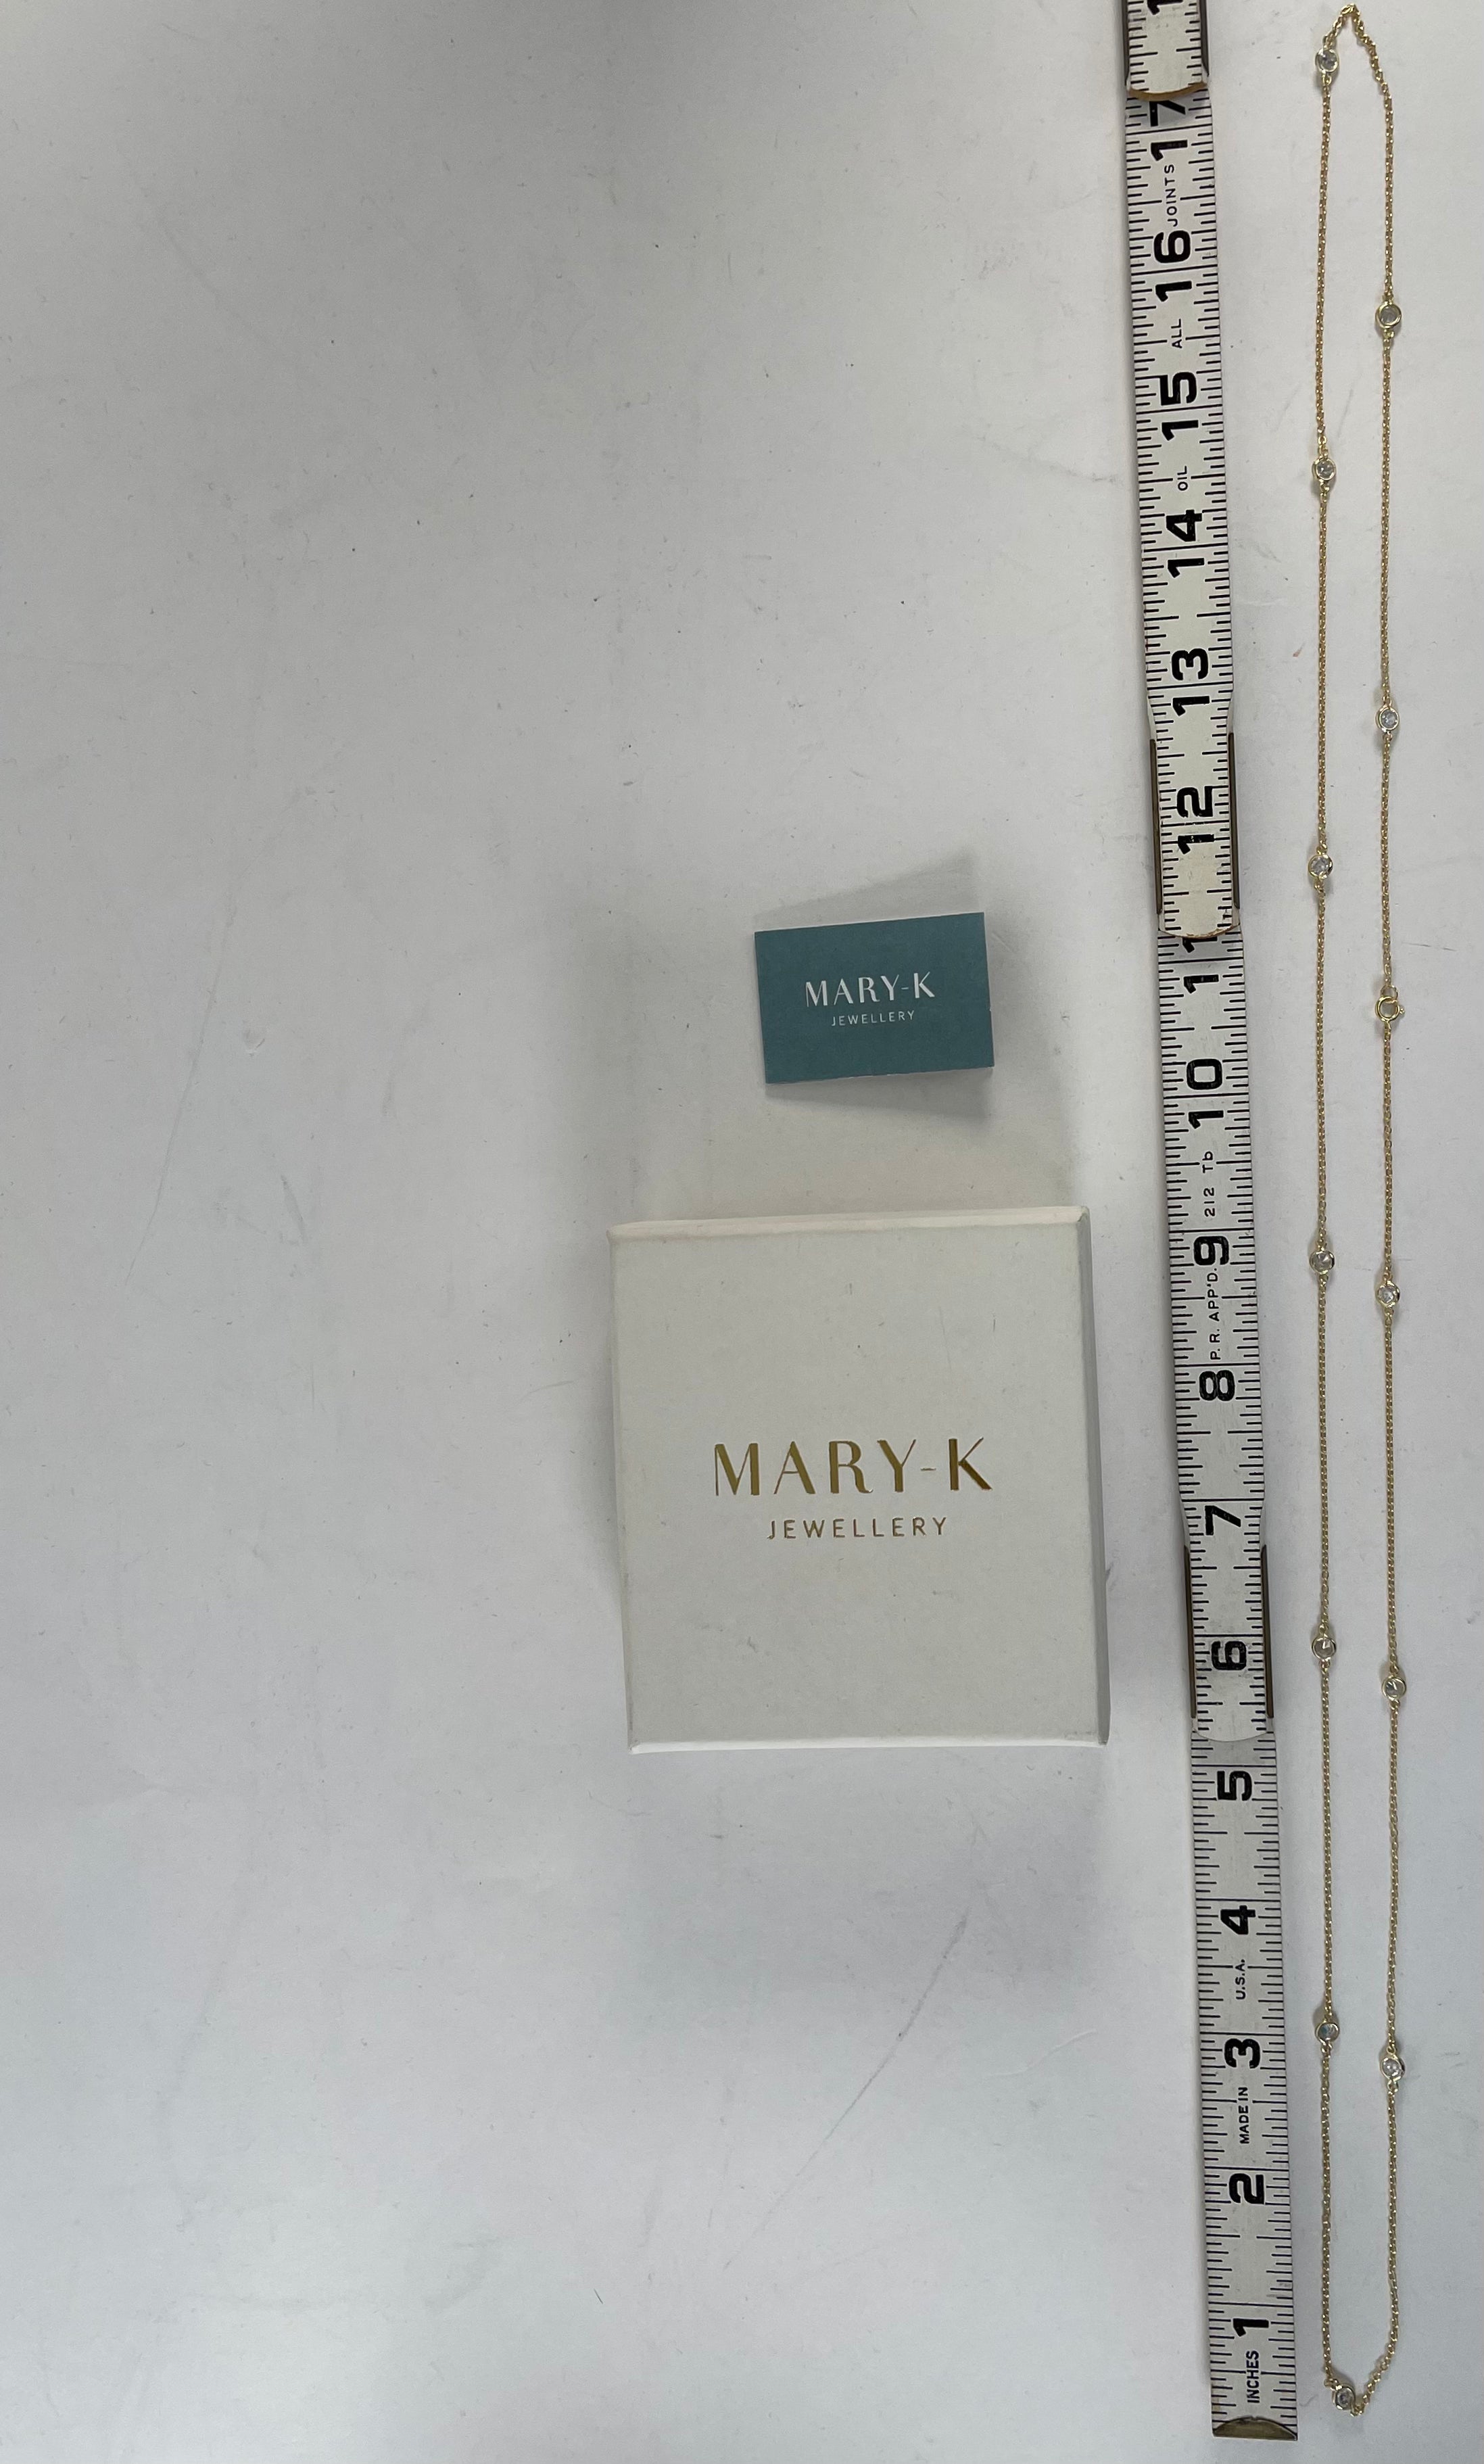 MARY-K
JEWELLERY
MARY-K
JEWELLERY
INCHES 1 2 MADE IN 3 U.S.A. 4 5 6 7 8 P.R. APP'D. 9 212 Tb 10 11 12 13 14 OIL 15 ALL 16 JOINTS 17